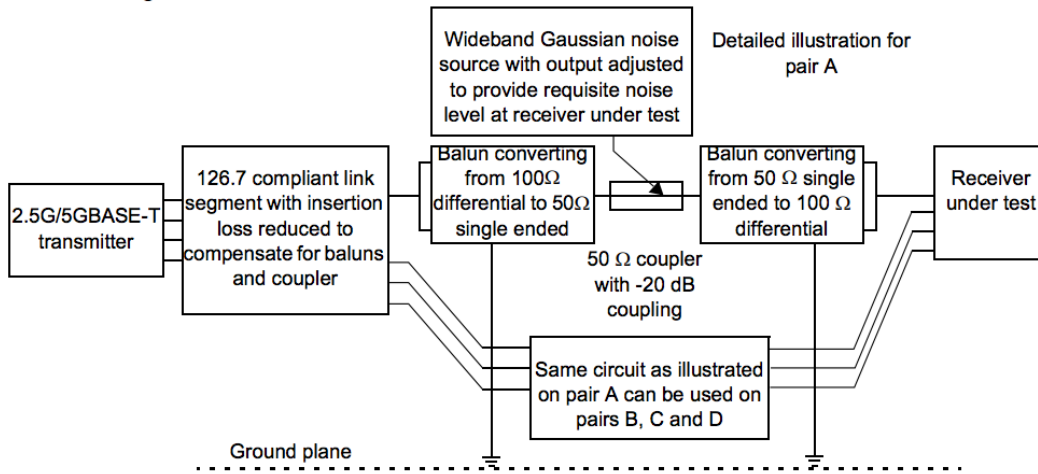 Wideband Gaussian noise
source with output adjusted
to provide requisite noise
level at receiver under test
Detailed illustration for
pair A
2.5G/5GBASE-T
transmitter
126.7 compliant link
segment with insertion
loss reduced to
compensate for baluns
and coupler
Balun converting
from 100Ω
differential to 50Ω
single ended
50 Ω coupler
with -20 dB
coupling
Balun converting
from 50 Ω single
ended to 100 Ω
differential
Receiver
under test
Same circuit as illustrated
on pair A can be used on
pairs B, C and D
Ground plane